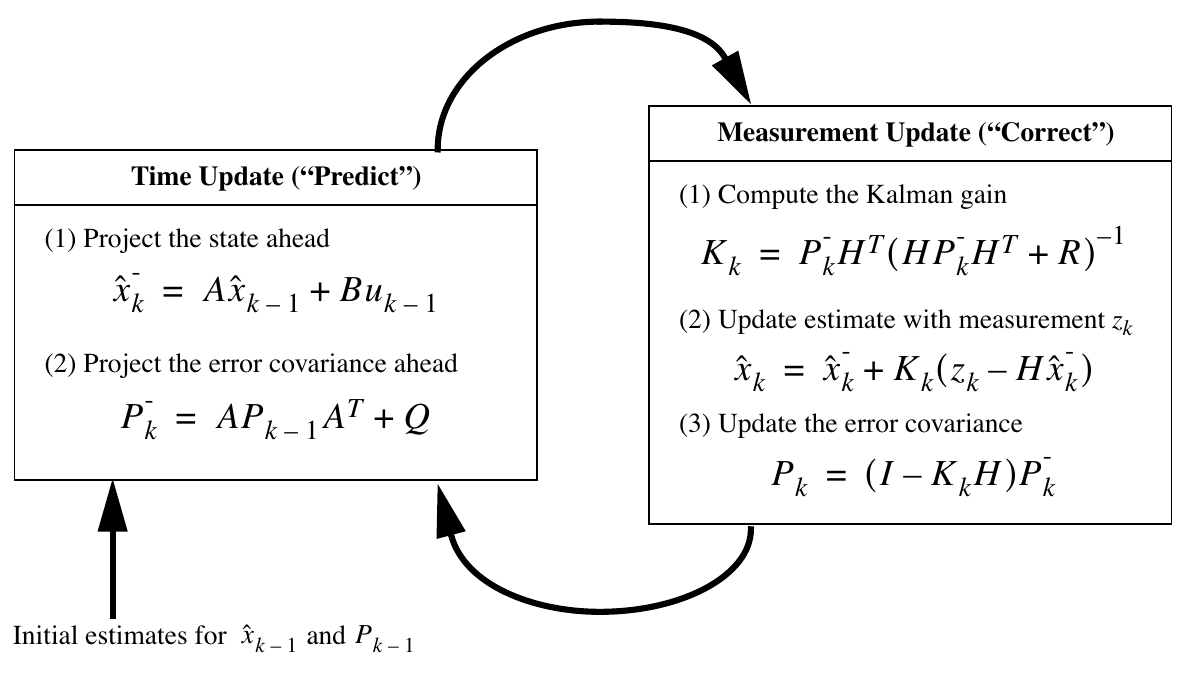 Time Update (“Predict”)
(1) Project the state ahead
x̂⁻ₖ = Ax̂ₖ₋₁ + Buₖ₋₁
(2) Project the error covariance ahead
P⁻ₖ = APₖ₋₁Aᵀ + Q
Initial estimates for x̂ₖ₋₁ and Pₖ₋₁
Measurement Update (“Correct”)
(1) Compute the Kalman gain
Kₖ = P⁻ₖHᵀ(HP⁻ₖHᵀ + R)⁻¹
(2) Update estimate with measurement zₖ
x̂ₖ = x̂⁻ₖ + Kₖ(zₖ – Hx̂⁻ₖ)
(3) Update the error covariance
Pₖ = (I – KₖH)P⁻ₖ